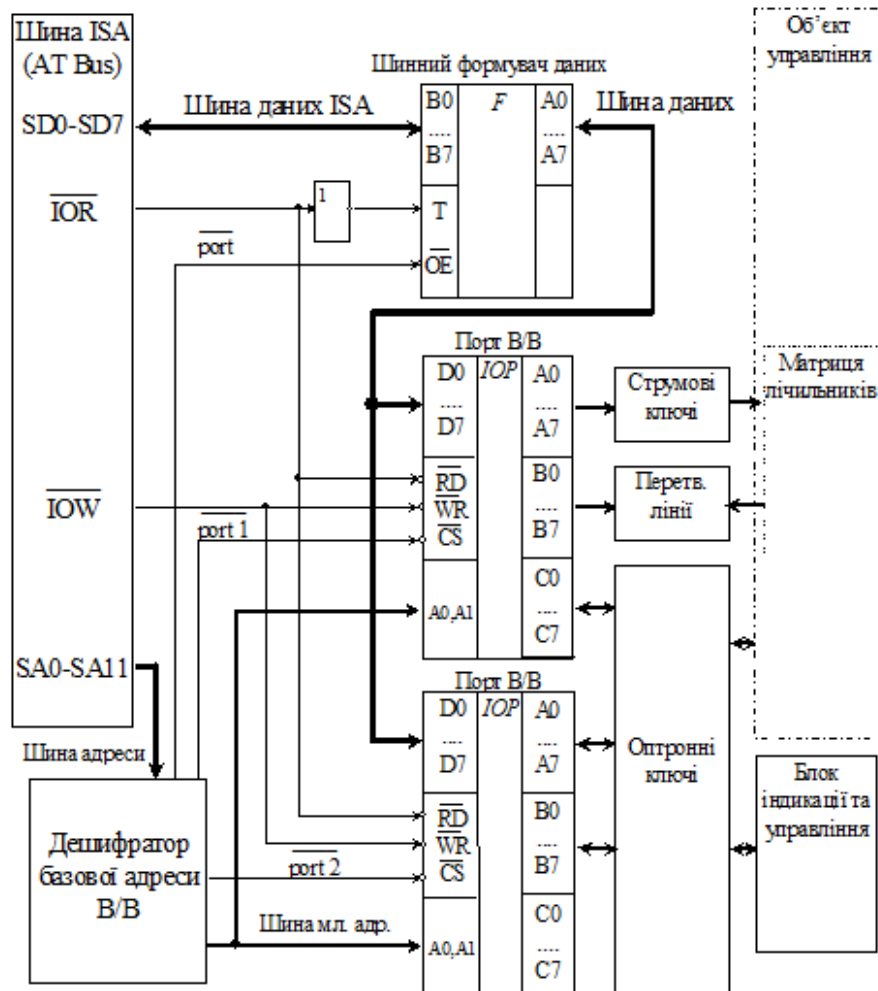 Шина ISA
(AT Bus)
SD0-SD7
IOR
IOW
SA0-SA11
Шина адреси
Дешифратор
базової адреси
В/В
Шина даних ISA
port
port 1
port 2
Шина мл. адр.
1
Шинний формувач даних
B0
....
B7
T
OE
F
A0
....
A7
Шина даних
Порт В/В
D0
....
D7
RD
WR
CS
A0,A1
IOP
A0
....
A7
B0
....
B7
C0
....
C7
Порт В/В
D0
....
D7
RD
WR
CS
A0,A1
IOP
A0
....
A7
B0
....
B7
C0
....
C7
Струмові
ключі
Перетв.
лінії
Оптронні
ключі
Об’єкт
управління
Матриця
лічильників
Блок
індикації та
управління